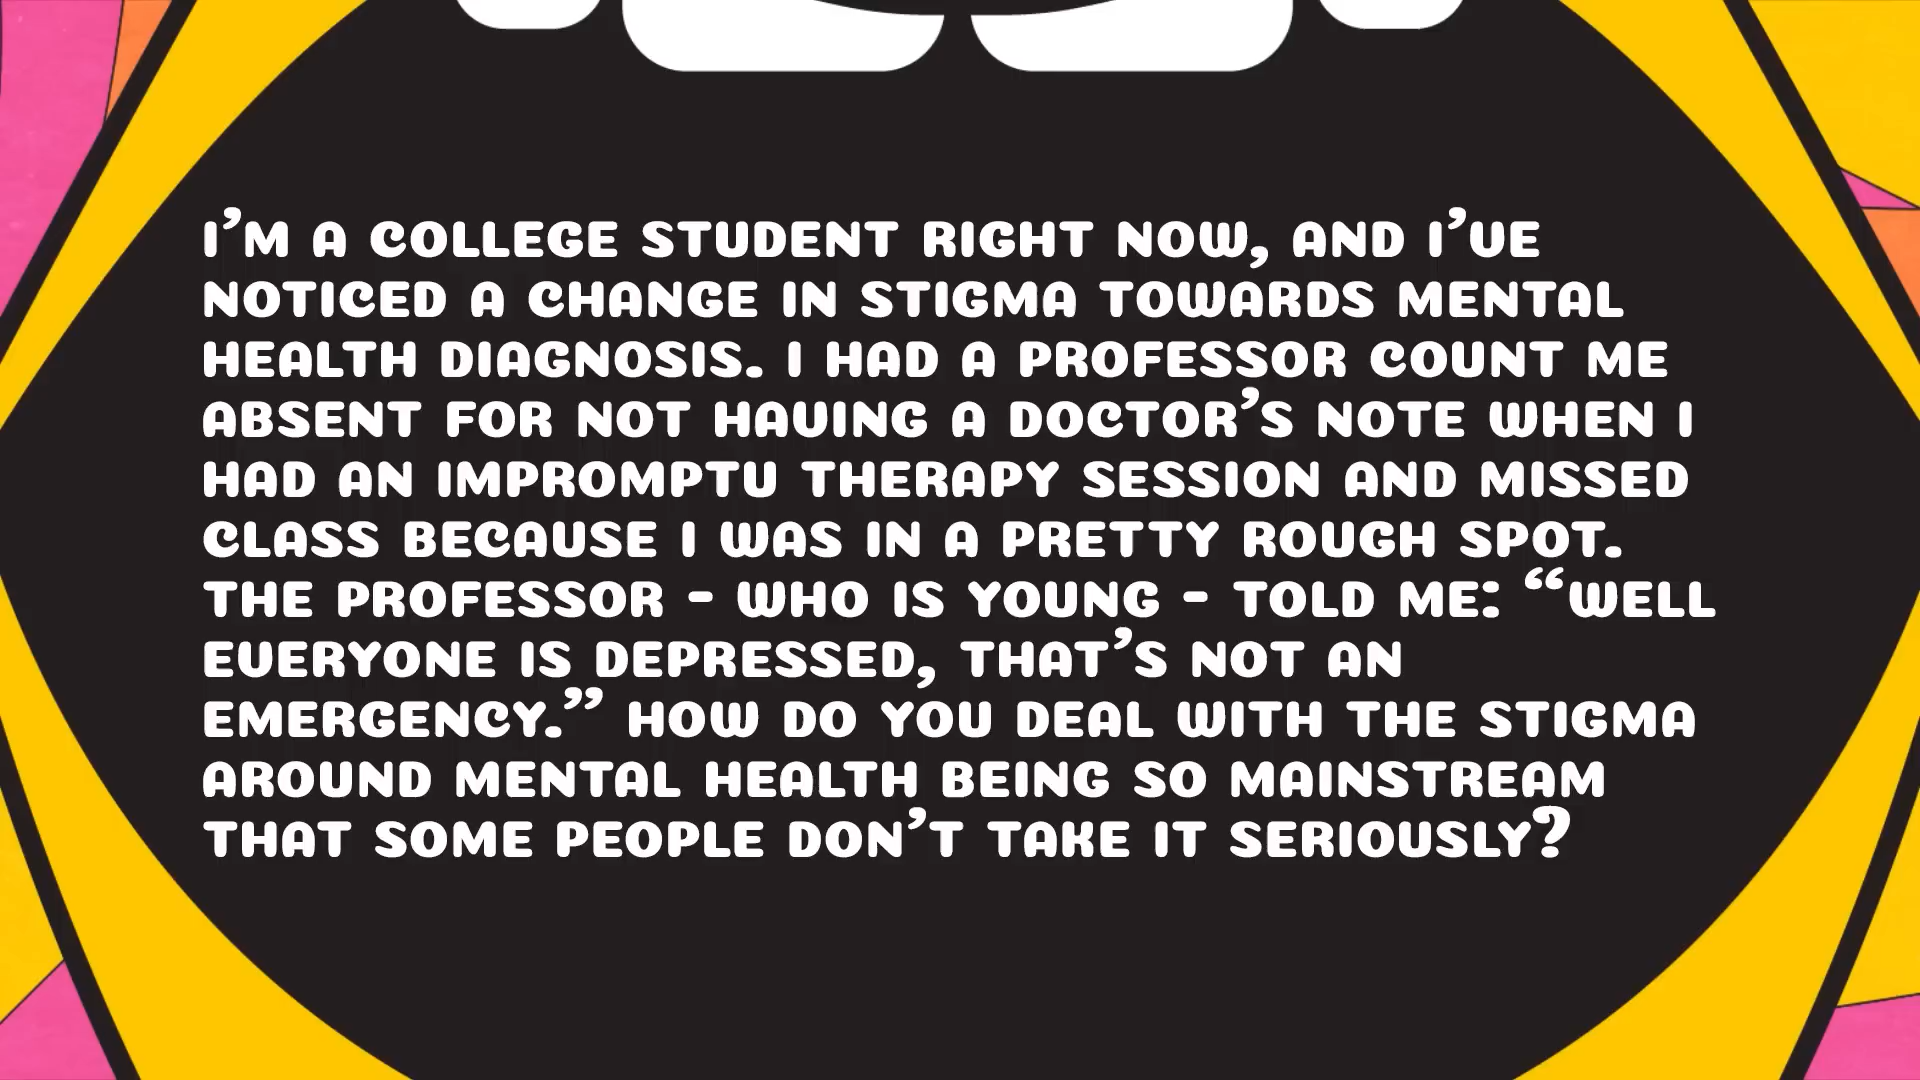 I'M A COLLEGE STUDENT RIGHT NOW, AND I'VE
NOTICED A CHANGE IN STIGMA TOWARDS MENTAL
HEALTH DIAGNOSIS. I HAD A PROFESSOR COUNT ME
ABSENT FOR NOT HAVING A DOCTOR'S NOTE WHEN I
HAD AN IMPROMPTU THERAPY SESSION AND MISSED
CLASS BECAUSE I WAS IN A PRETTY ROUGH SPOT.
THE PROFESSOR - WHO IS YOUNG - TOLD ME: “WELL
EVERYONE IS DEPRESSED, THAT'S NOT AN
EMERGENCY.” HOW DO YOU DEAL WITH THE STIGMA
AROUND MENTAL HEALTH BEING SO MAINSTREAM
THAT SOME PEOPLE DON'T TAKE IT SERIOUSLY?